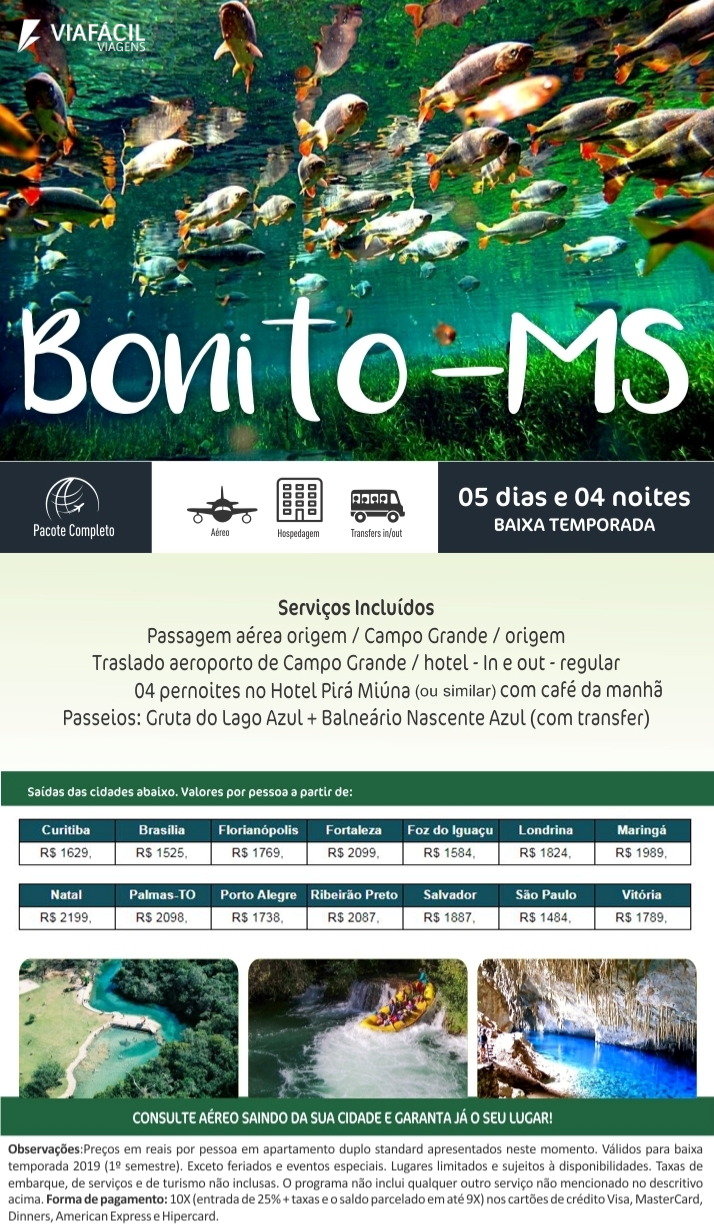 VIAFÁCIL
VIAGENS
Bonito - MS
Pacote Completo
Aéreo
Hospedagem
Transfers in/out
05 dias e 04 noites
BAIXA TEMPORADA
Serviços Incluídos
Passagem aérea origem / Campo Grande / origem
Traslado aeroporto de Campo Grande / hotel - In e out - regular
04 pernoites no Hotel Pirá Miúna (ou similar) com café da manhã
Passeios: Gruta do Lago Azul + Balneário Nascente Azul (com transfer)
Saídas das cidades abaixo. Valores por pessoa a partir de:
Curitiba Brasília Florianópolis Fortaleza Foz do Iguaçu Londrina Maringá
R$ 1629, R$ 1525, R$ 1769, R$ 2099, R$ 1584, R$ 1824, R$ 1989,
Natal Palmas-TO Porto Alegre Ribeirão Preto Salvador São Paulo Vitória
R$ 2199, R$ 2098, R$ 1738, R$ 2087, R$ 1887, R$ 1484, R$ 1789,
CONSULTE AÉREO SAINDO DA SUA CIDADE E GARANTA JÁ O SEU LUGAR!
Observações:Preços em reais por pessoa em apartamento duplo standard apresentados neste momento. Válidos para baixa
temporada 2019 (1º semestre). Exceto feriados e eventos especiais. Lugares limitados e sujeitos à disponibilidades. Taxas de
embarque, de serviços e de turismo não inclusas. O programa não inclui qualquer outro serviço não mencionado no descritivo
acima. Forma de pagamento: 10X (entrada de 25% + taxas e o saldo parcelado em até 9X) nos cartões de crédito Visa, MasterCard,
Dinners, American Express e Hipercard.